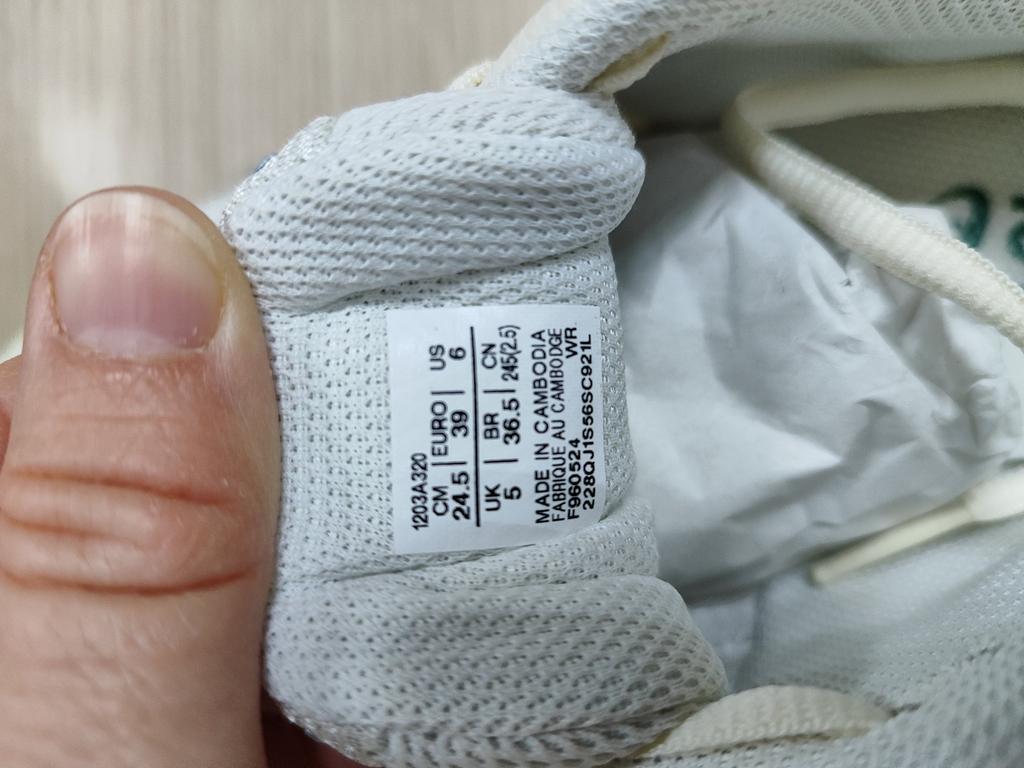 1203A320
CM | EURO | US
24.5 | 39 | 6
UK | BR | CN
5 | 36.5 | 245(2.5)
MADE IN CAMBODIA
FABRIQUE AU CAMBODGE
F960524 WR.
228QJ1S56SC921L